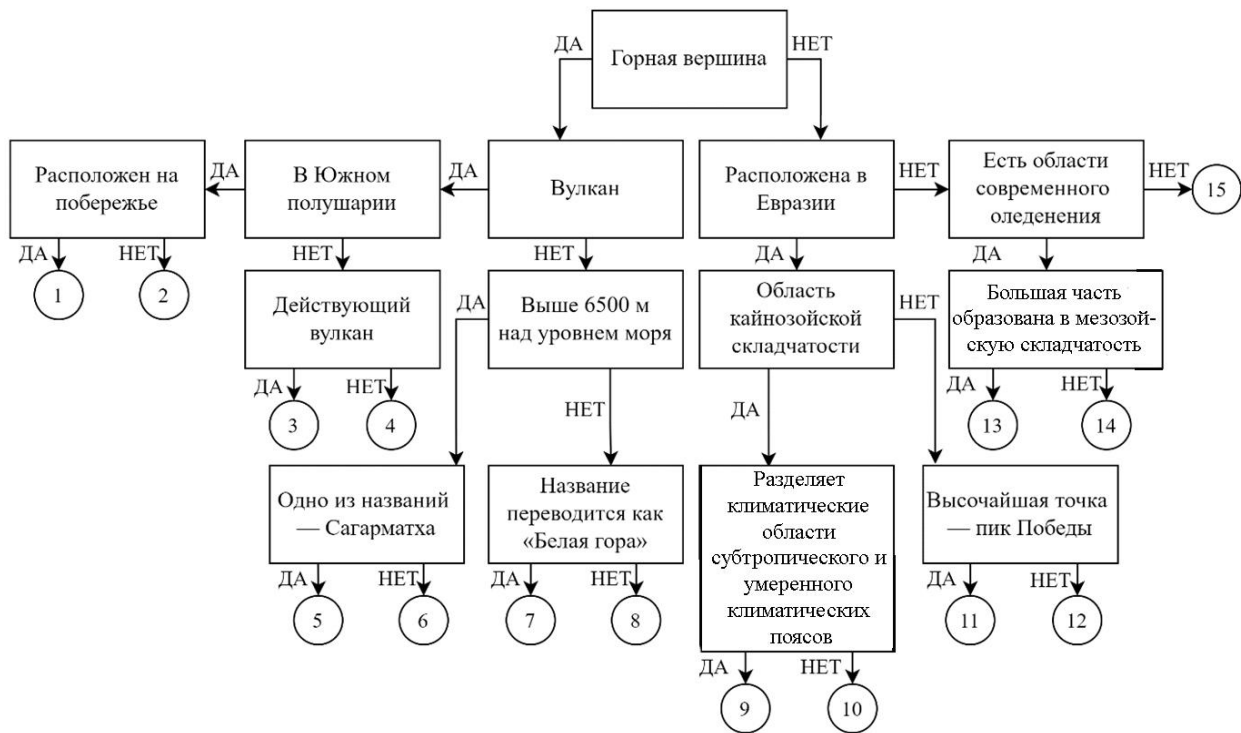 Горная вершина
ДА
НЕТ
Расположен на
побережье
ДА
В Южном
полушарии
ДА
Вулкан
Расположена в
Евразии
НЕТ
Есть области
современного
оледенения
НЕТ
15
ДА
НЕТ
НЕТ
НЕТ
ДА
ДА
1
2
Действующий
вулкан
ДА
Выше 6500 м
над уровнем моря
Область
кайнозойской
складчатости
НЕТ
Большая часть
образована в мезозой-
скую складчатость
ДА
НЕТ
НЕТ
ДА
ДА
НЕТ
3
4
13
14
Одно из названий
— Сагарматха
Название
переводится как
«Белая гора»
Разделяет
климатические
области
субтропического и
умеренного
климатических
поясов
Высочайшая точка
— пик Победы
ДА
НЕТ
ДА
НЕТ
ДА
НЕТ
5
6
7
8
11
12
ДА
НЕТ
9
10